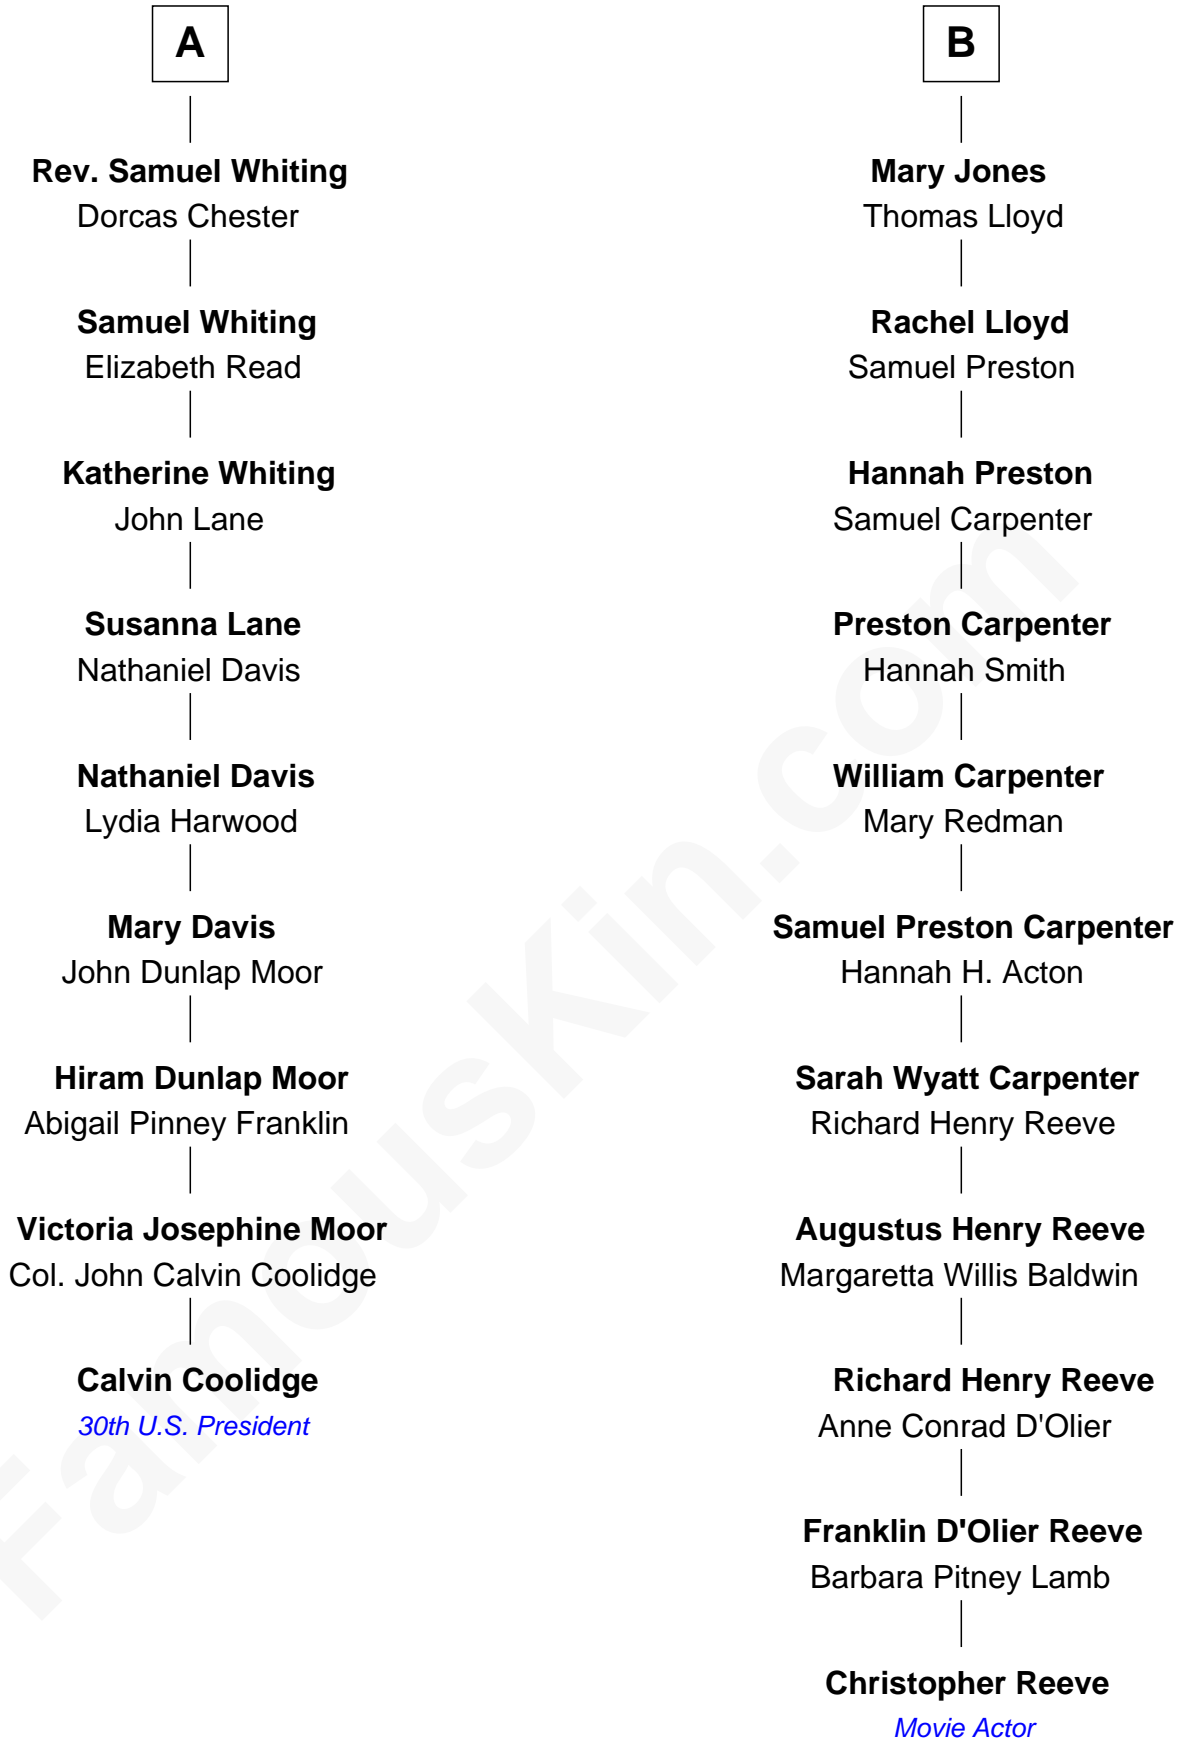 A
Rev. Samuel Whiting
Dorcas Chester
Samuel Whiting
Elizabeth Read
Katherine Whiting
John Lane
Susanna Lane
Nathaniel Davis
Nathaniel Davis
Lydia Harwood
Mary Davis
John Dunlap Moor
Hiram Dunlap Moor
Abigail Pinney Franklin
Victoria Josephine Moor
Col. John Calvin Coolidge
Calvin Coolidge
30th U.S. President
B
Mary Jones
Thomas Lloyd
Rachel Lloyd
Samuel Preston
Hannah Preston
Samuel Carpenter
Preston Carpenter
Hannah Smith
William Carpenter
Mary Redman
Samuel Preston Carpenter
Hannah H. Acton
Sarah Wyatt Carpenter
Richard Henry Reeve
Augustus Henry Reeve
Margaretta Willis Baldwin
Richard Henry Reeve
Anne Conrad D'Olier
Franklin D'Olier Reeve
Barbara Pitney Lamb
Christopher Reeve
Movie Actor
FamousKin.com